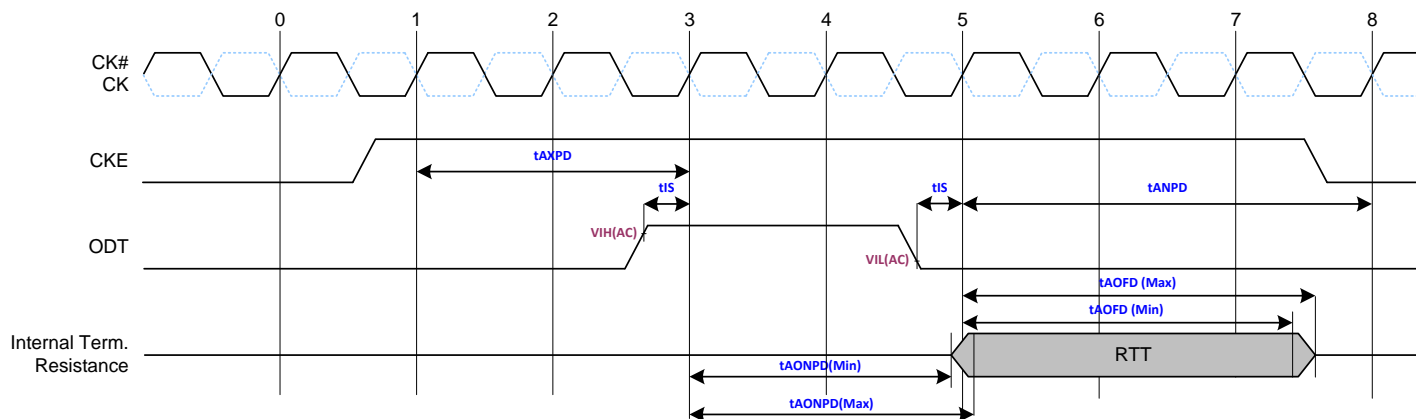 0 1 2 3 4 5 6 7 8
CK#
CK
CKE
tAXPD
tIS
tIS
tANPD
VIH(AC)
ODT
VIL(AC)
tAOFD (Max)
tAOFD (Min)
Internal Term.
Resistance
RTT
tAONPD(Min)
tAONPD(Max)